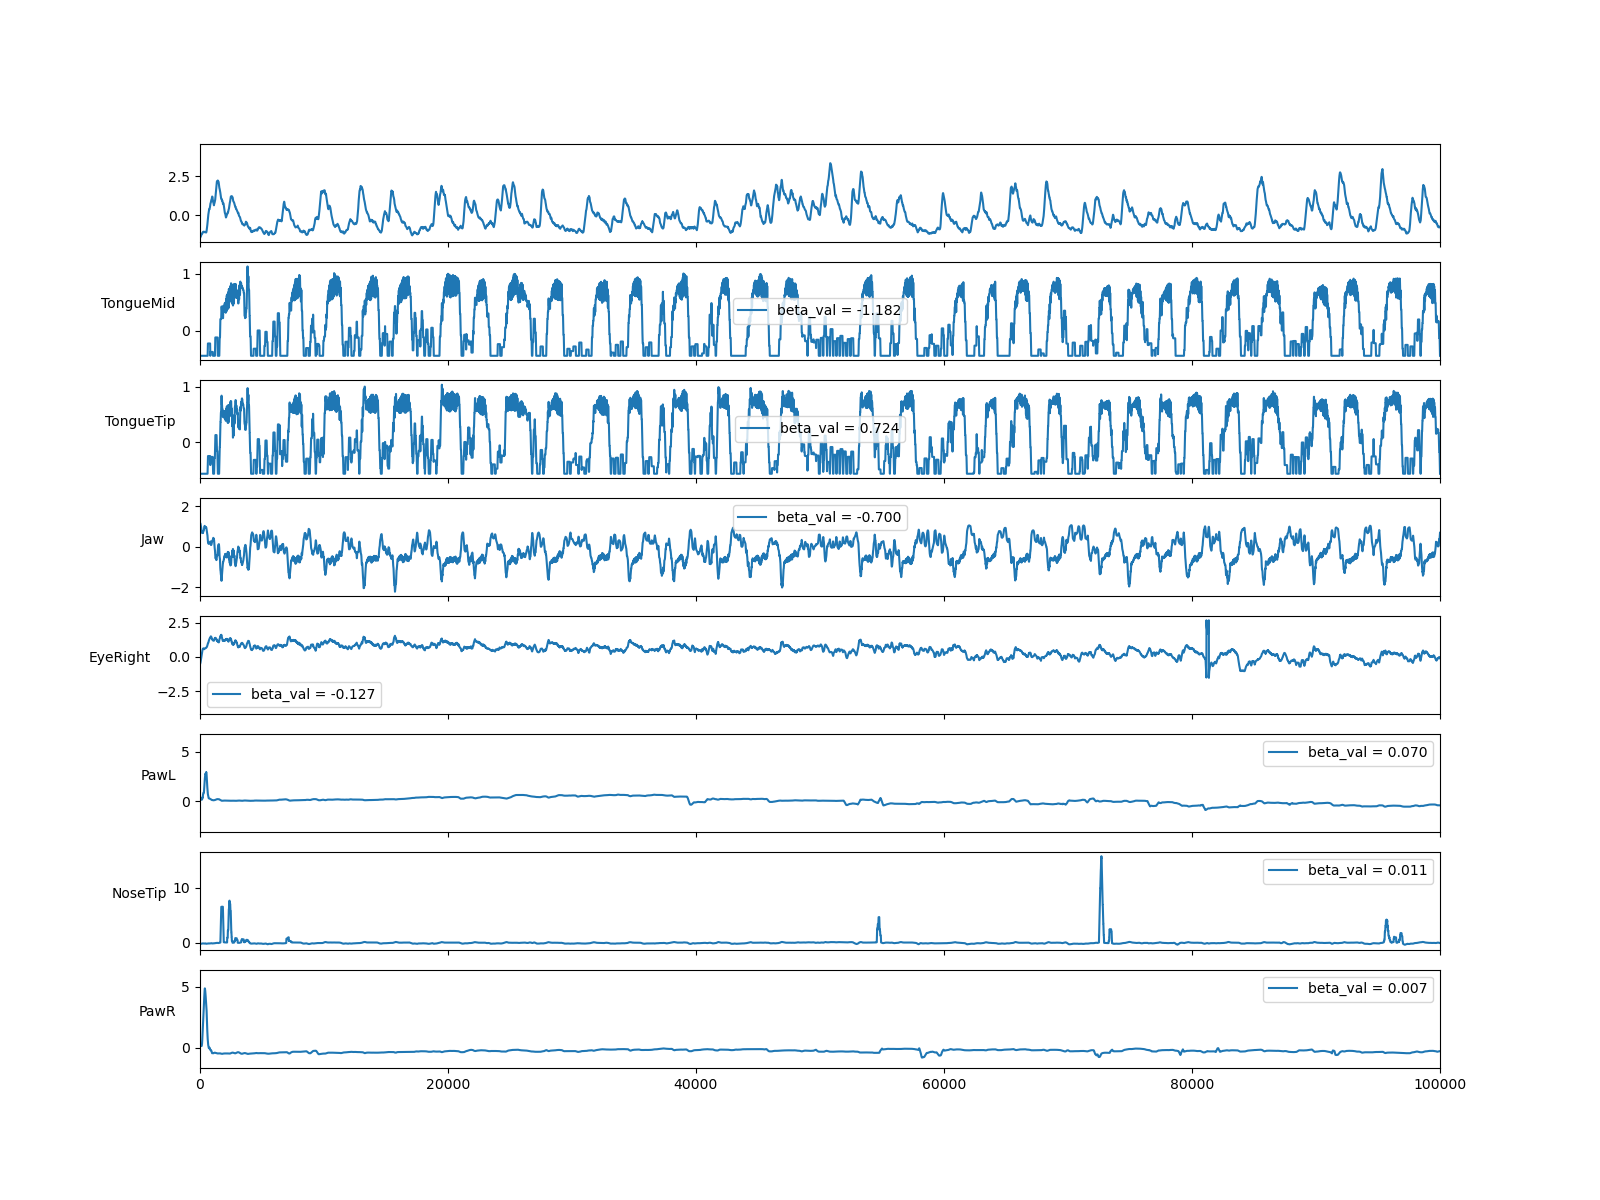 2.5
0.0
TongueMid
1
0
beta_val = -1.182
TongueTip
1
0
beta_val = 0.724
Jaw
2
0
−2
beta_val = -0.700
EyeRight
2.5
0.0
−2.5
beta_val = -0.127
PawL
5
0
beta_val = 0.070
NoseTip
10
0
beta_val = 0.011
PawR
5
0
beta_val = 0.007
0 20000 40000 60000 80000 100000